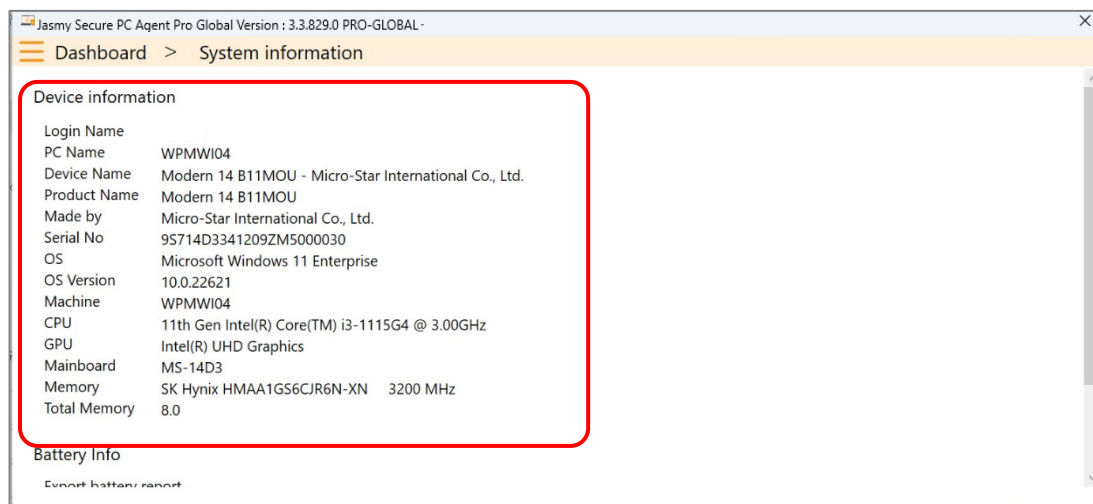 Jasmy Secure PC Agent Pro Global Version : 3.3.829.0 PRO-GLOBAL -
Dashboard > System information
Device information
Login Name
PC Name WPMWI04
Device Name Modern 14 B11MOU - Micro-Star International Co., Ltd.
Product Name Modern 14 B11MOU
Made by Micro-Star International Co., Ltd.
Serial No 9S714D3341209ZM5000030
OS Microsoft Windows 11 Enterprise
OS Version 10.0.22621
Machine WPMWI04
CPU 11th Gen Intel(R) Core(TM) i3-1115G4 @ 3.00GHz
GPU Intel(R) UHD Graphics
Mainboard MS-14D3
Memory SK Hynix HMAA1GS6CJR6N-XN 3200 MHz
Total Memory 8.0
Battery Info
Export battery report